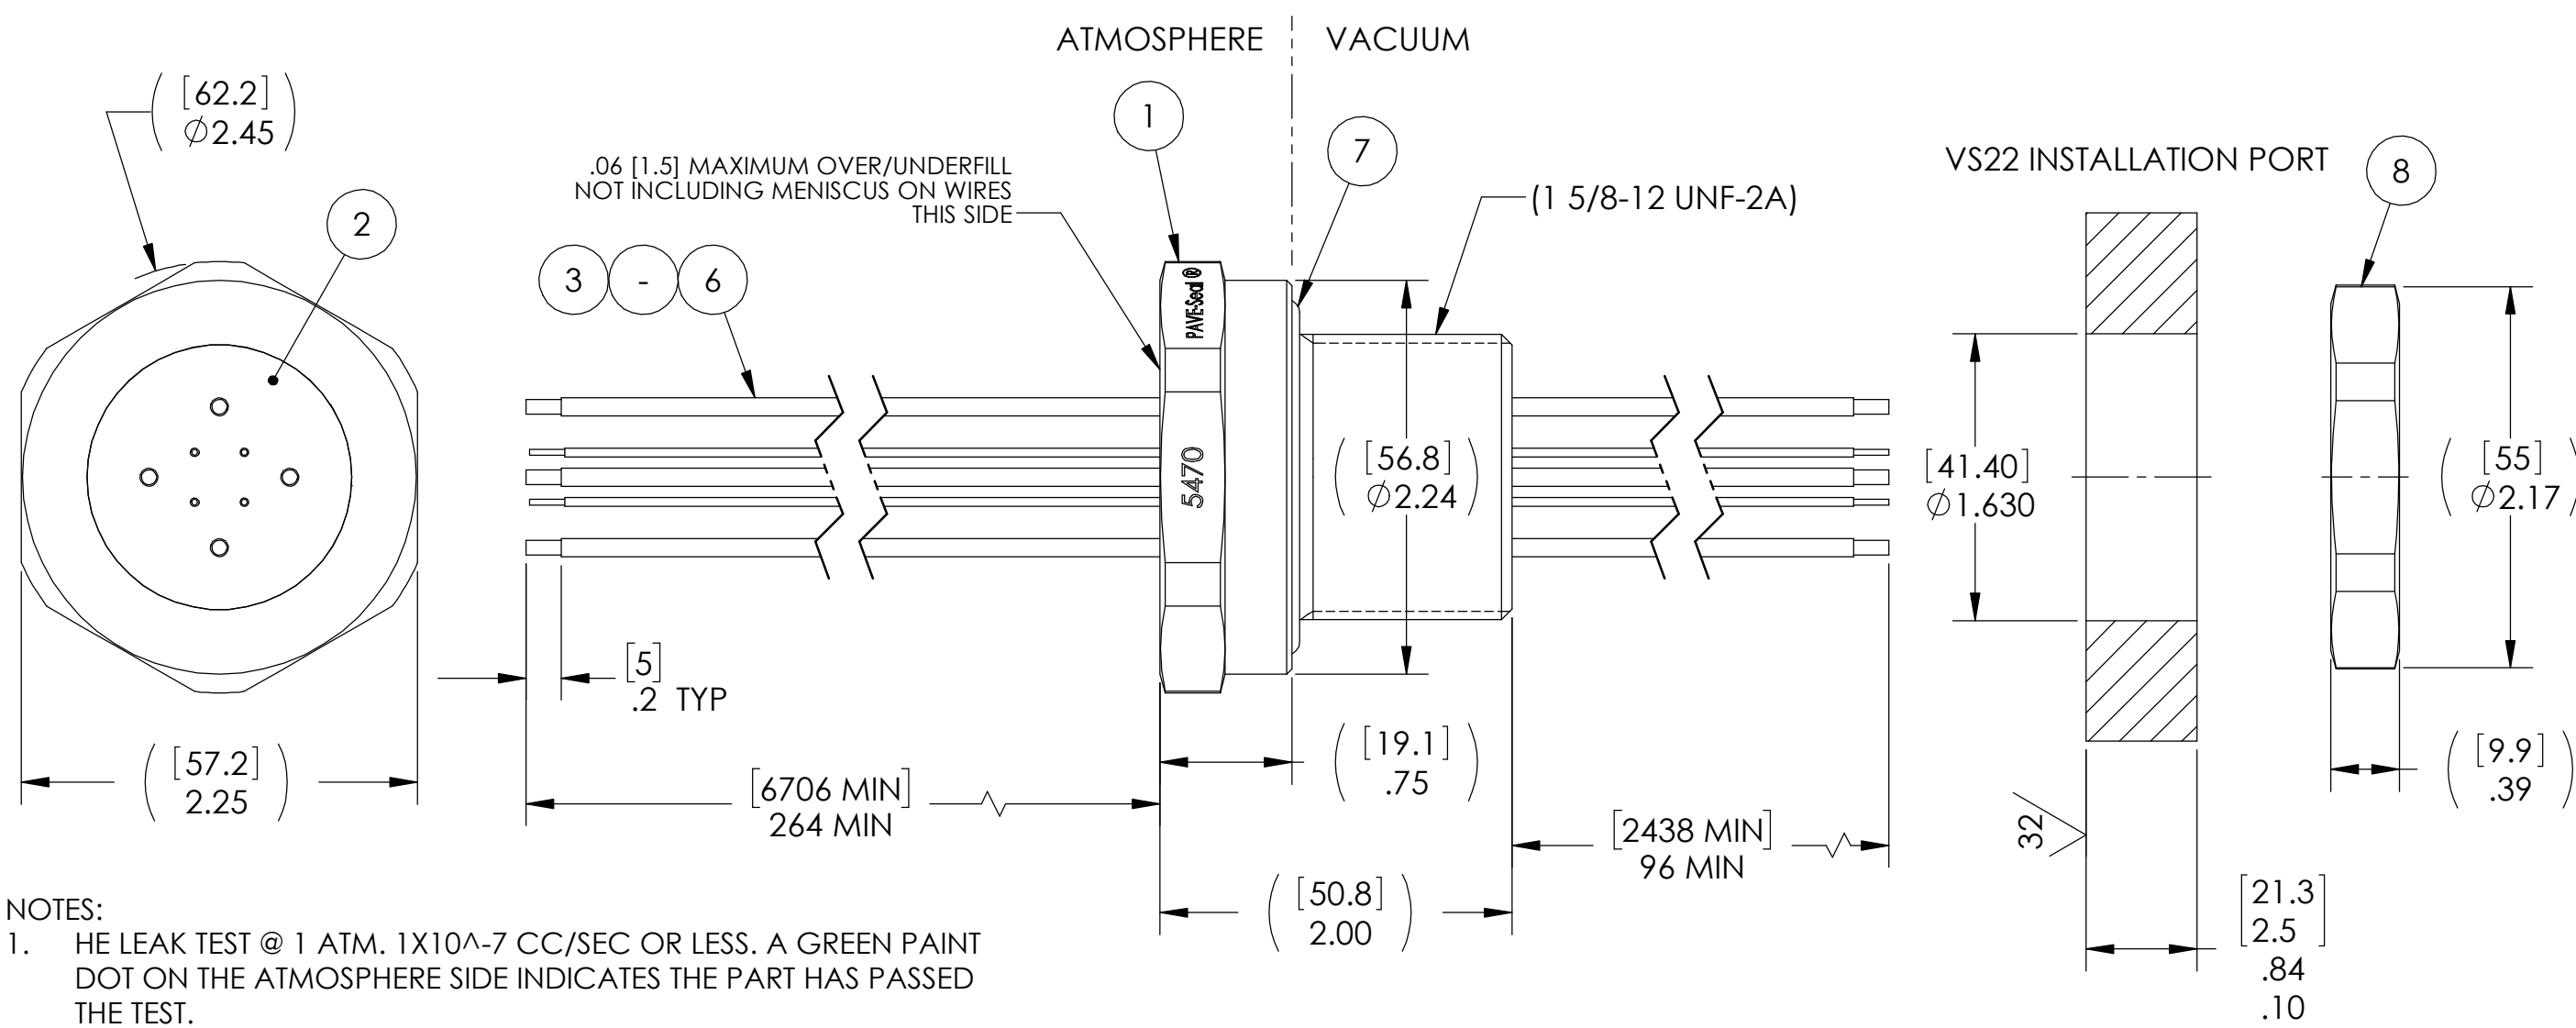 ATMOSPHERE VACUUM
[62.2]
∅2.45
1
7
2
.06 [1.5] MAXIMUM OVER/UNDERFILL
NOT INCLUDING MENISCUS ON WIRES
THIS SIDE
(1 5/8-12 UNF-2A)
VS22 INSTALLATION PORT
8
3 - 6
PAVE-Seal ®
5470
[56.8]
∅2.24
[41.40]
∅1.630
[55]
∅2.17
[5]
.2 TYP
[57.2]
2.25
[6706 MIN]
264 MIN
[19.1]
.75
[50.8]
2.00
[2438 MIN]
96 MIN
32
[9.9]
.39
[21.3
2.5]
.84
.10
NOTES:
1. HE LEAK TEST @ 1 ATM. 1X10^-7 CC/SEC OR LESS. A GREEN PAINT
DOT ON THE ATMOSPHERE SIDE INDICATES THE PART HAS PASSED
THE TEST.